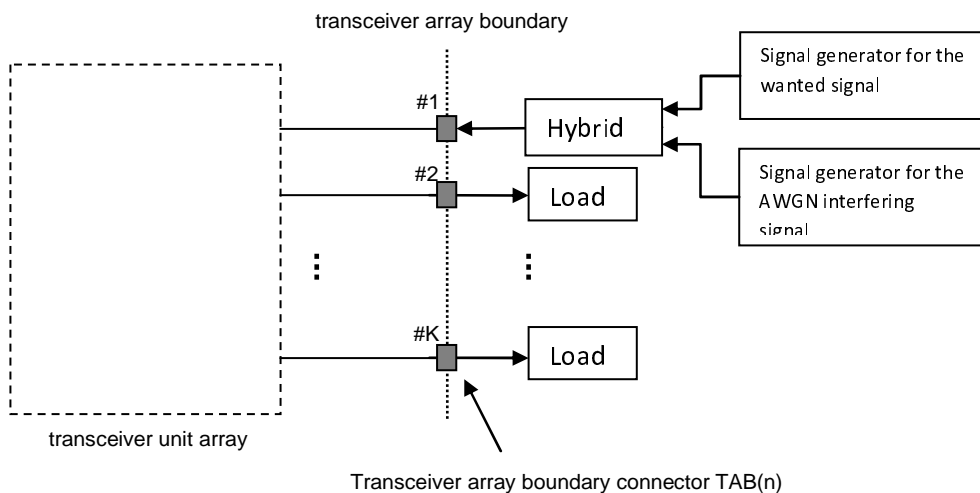 transceiver array boundary
Signal generator for the
wanted signal
#1
Hybrid
#2
Load
Signal generator for the
AWGN interfering
signal
#K
Load
transceiver unit array
Transceiver array boundary connector TAB(n)